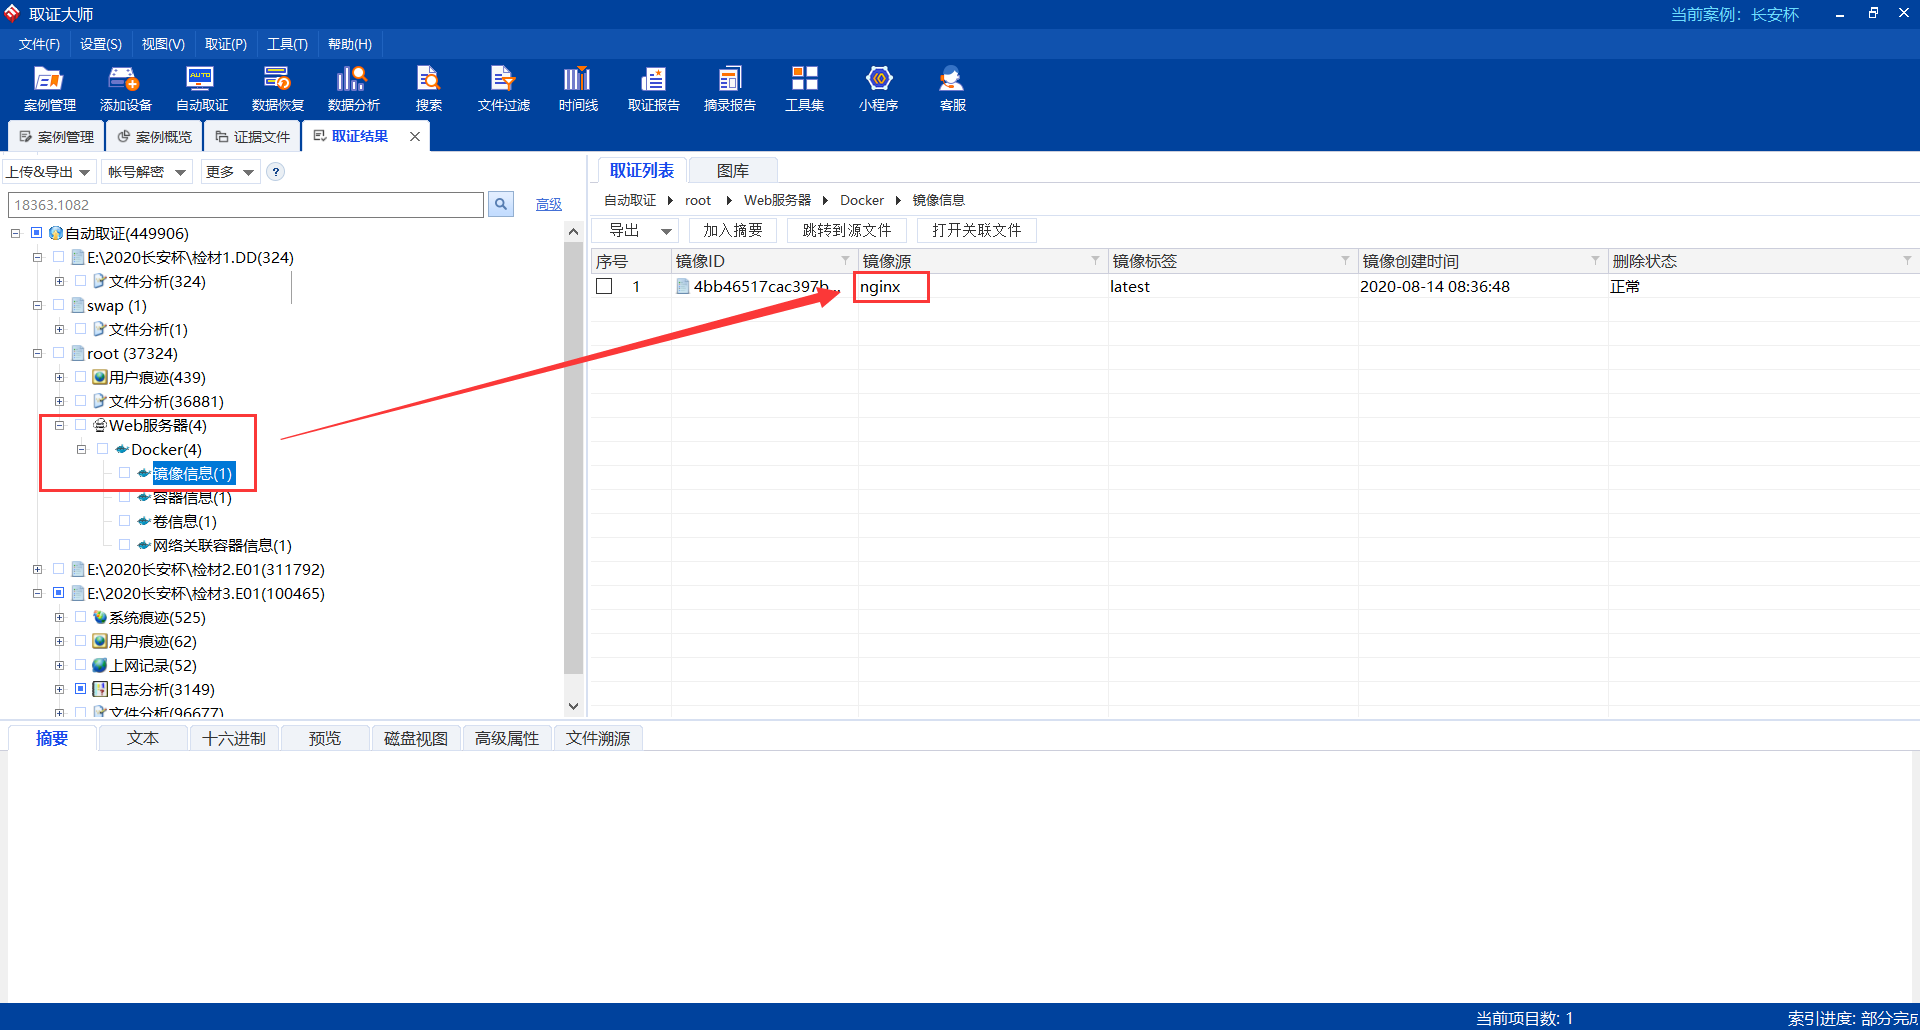 取证大师
当前案例：长安杯
文件(F) 设置(S) 视图(V) 取证(P) 工具(T) 帮助(H)
AUTO
案例管理 添加设备 自动取证 数据恢复 数据分析 搜索 文件过滤 时间线 取证报告 摘录报告 工具集 小程序 客服
案例管理 案例概览 证据文件 取证结果
上传&导出 帐号解密 更多 ?
18363.1082 高级
自动取证(449906)
E:\2020长安杯\检材1.DD(324)
文件分析(324)
swap (1)
文件分析(1)
root (37324)
用户痕迹(439)
文件分析(36881)
Web服务器(4)
Docker(4)
镜像信息(1)
容器信息(1)
卷信息(1)
网络关联容器信息(1)
E:\2020长安杯\检材2.E01(311792)
E:\2020长安杯\检材3.E01(100465)
系统痕迹(525)
用户痕迹(62)
上网记录(52)
日志分析(3149)
文件分析(96677)
取证列表 图库
自动取证 root Web服务器 Docker 镜像信息
导出 加入摘要 跳转到源文件 打开关联文件
序号 镜像ID 镜像源 镜像标签 镜像创建时间 删除状态
1 4bb46517cac397b... nginx latest 2020-08-14 08:36:48 正常
摘要 文本 十六进制 预览 磁盘视图 高级属性 文件溯源
当前项目数: 1 索引进度: 部分完成